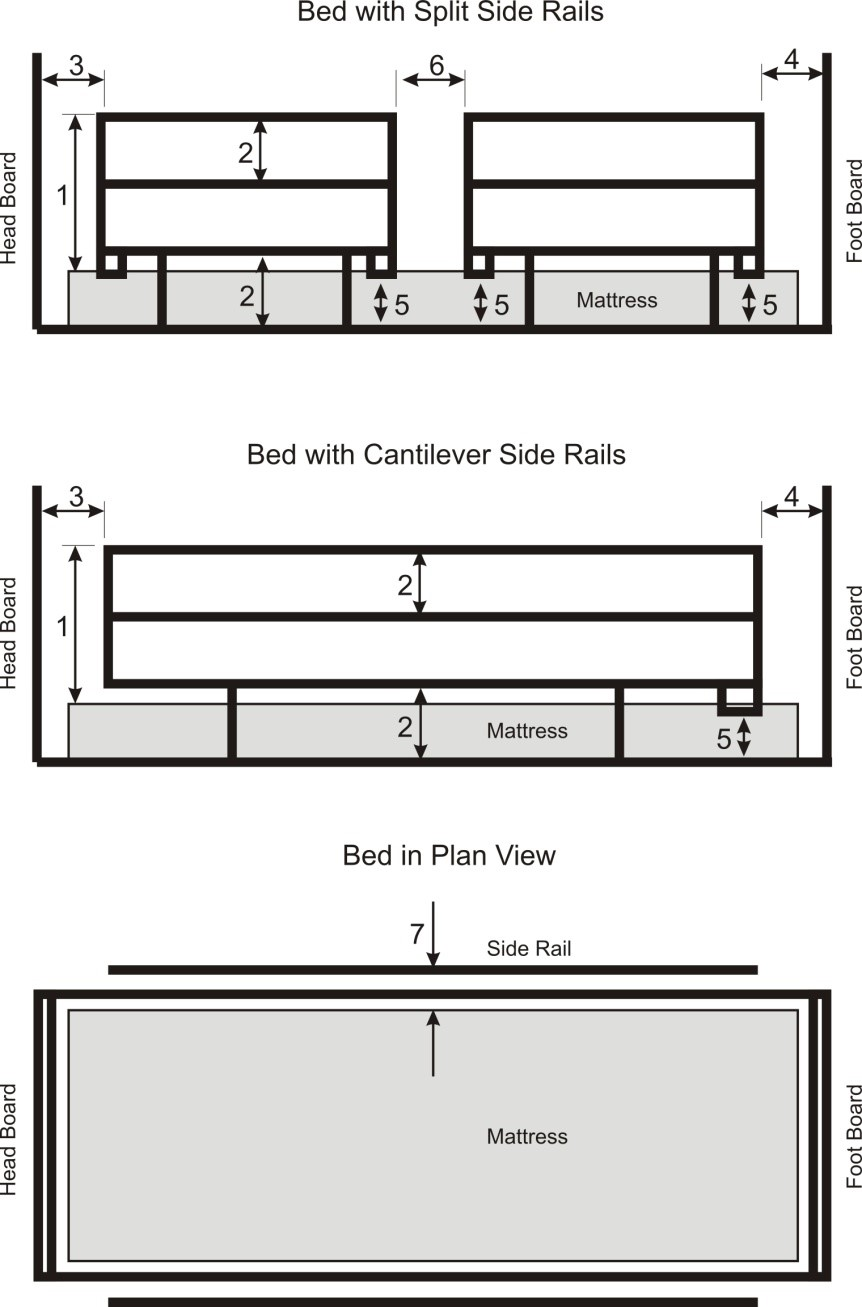 Bed with Split Side Rails
3
6
4
Head Board
1
2
2
5
5
Mattress
5
Foot Board
Bed with Cantilever Side Rails
3
4
Head Board
1
2
2
Mattress
5
Foot Board
Bed in Plan View
7
Side Rail
Head Board
Mattress
Foot Board